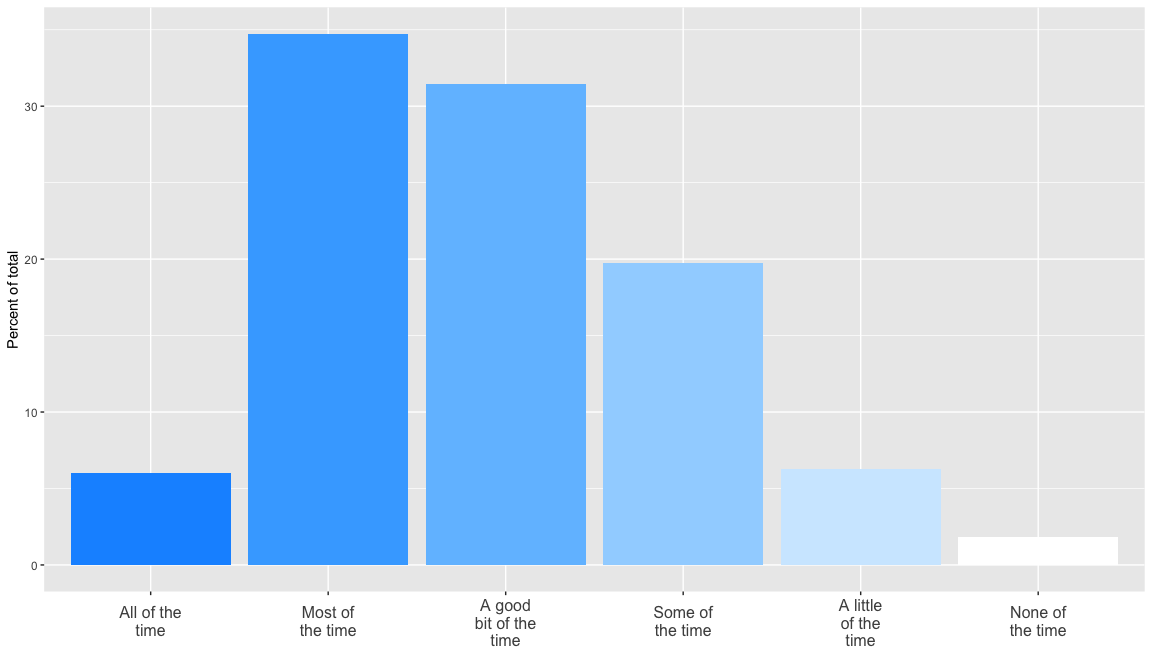 Percent of total
30
20
10
0
All of the
time
Most of
the time
A good
bit of the
time
Some of
the time
A little
of the
time
None of
the time